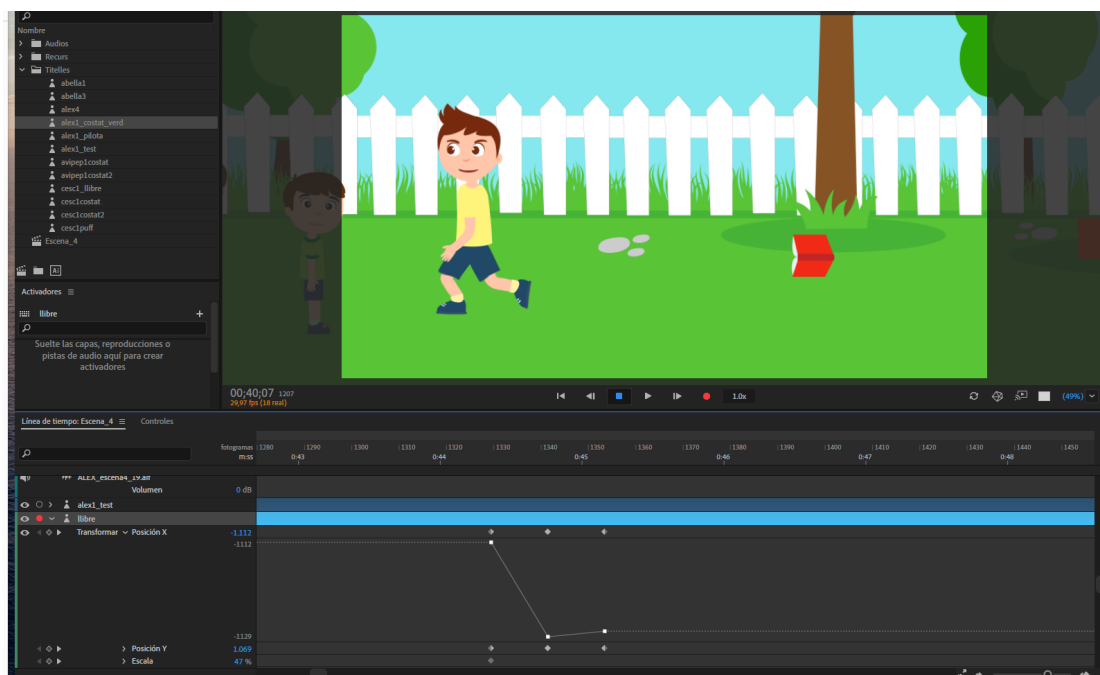 Nombre
Audios
Recurs
Titelles
abella1
abella3
alex4
alex1_costat_verd
alex1_pilota
alex1_test
avipep1costat
avipep1costat2
cesc1_llibre
cesc1costat
cesc1costat2
cesc1puff
Escena_4
Ai
Activadores
llibre
+
Suelte las capas, reproducciones o
pistas de audio aquí para crear
activadores
00;40;07 1207
29,97 fps (18 real)
1.0x
(49%)
Línea de tiempo: Escena_4
Controles
fotogramas 1280 1290 1300 1310 1320 1330 1340 1350 1360 1370 1380 1390 1400 1410 1420 1430 1440 1450
m:ss 0:43 0:44 0:45 0:46 0:47 0:48
ALEX_escena4_19.aif
Volumen 0 dB
alex1_test
llibre
Transformar Posición X -1.112
-1112
-1129
Posición Y 1.069
Escala 47 %